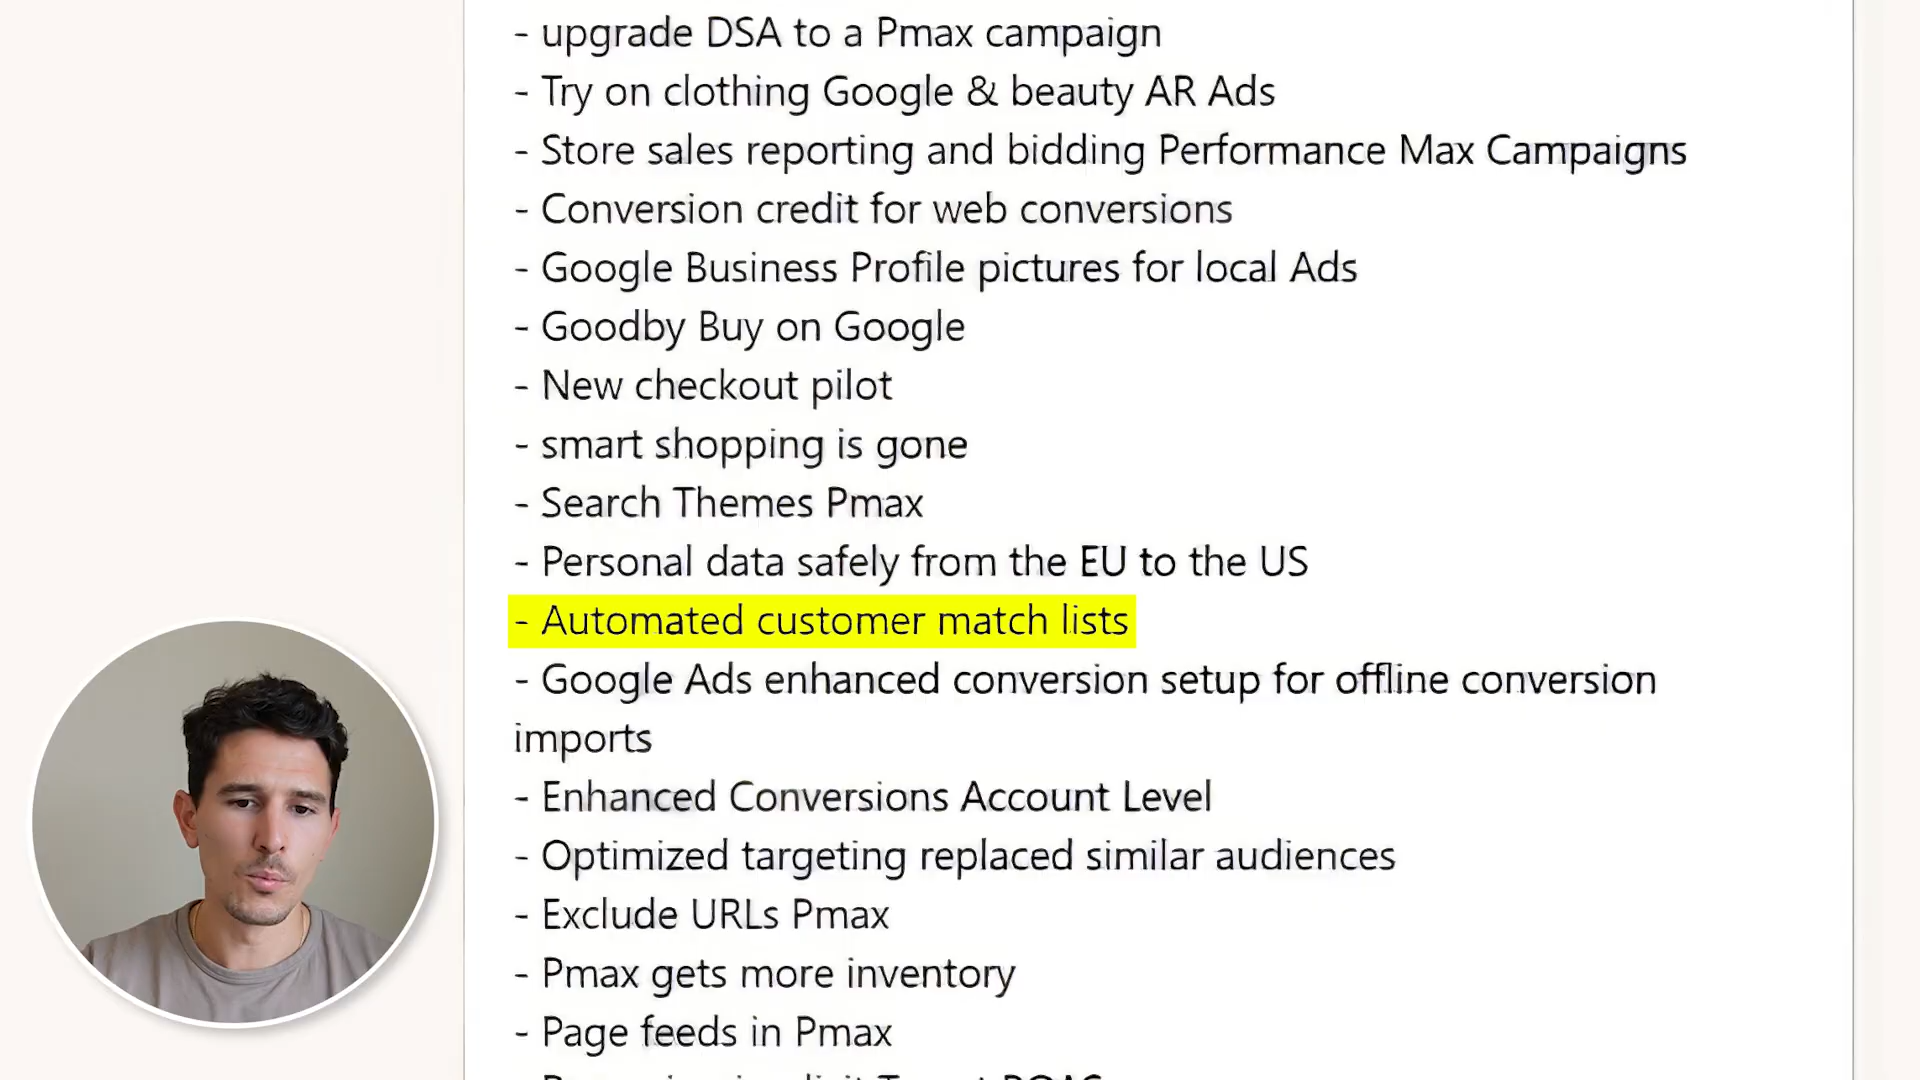 - upgrade DSA to a Pmax campaign
- Try on clothing Google & beauty AR Ads
- Store sales reporting and bidding Performance Max Campaigns
- Conversion credit for web conversions
- Google Business Profile pictures for local Ads
- Goodby Buy on Google
- New checkout pilot
- smart shopping is gone
- Search Themes Pmax
- Personal data safely from the EU to the US
- Automated customer match lists
- Google Ads enhanced conversion setup for offline conversion
imports
- Enhanced Conversions Account Level
- Optimized targeting replaced similar audiences
- Exclude URLs Pmax
- Pmax gets more inventory
- Page feeds in Pmax